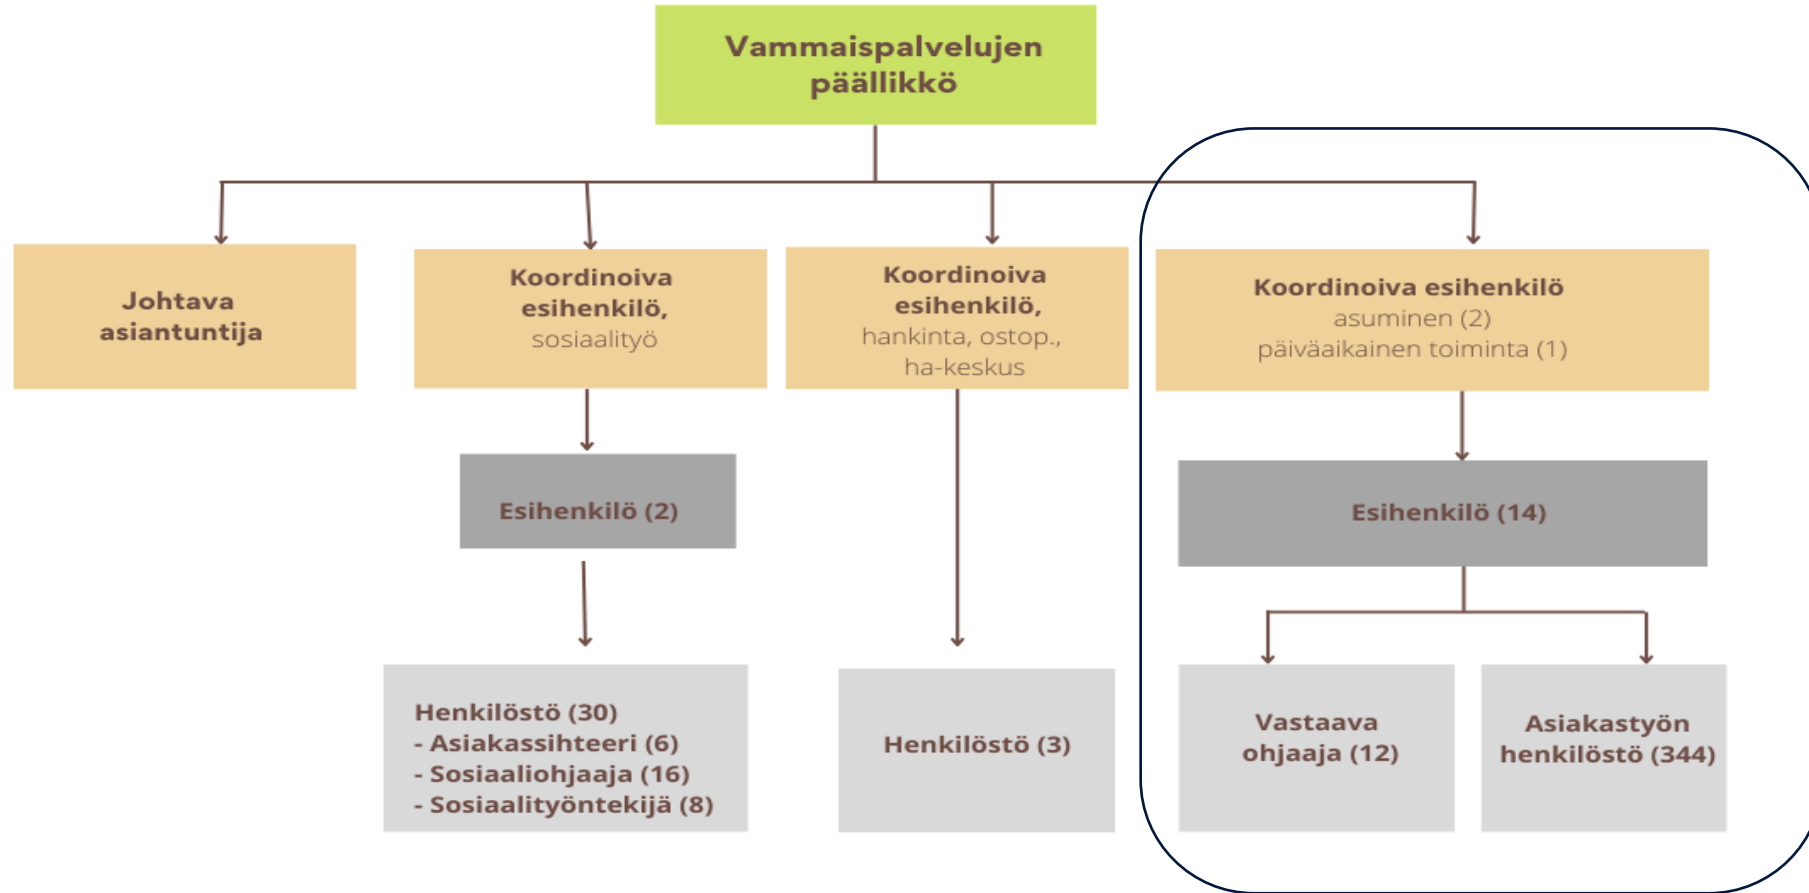 Vammaispalvelujen
päällikkö
Johtava
asiantuntija
Koordinoiva
esihenkilö,
sosiaalityö
Koordinoiva
esihenkilö,
hankinta, ostop.,
ha-keskus
Koordinoiva esihenkilö
asuminen (2)
päiväaikainen toiminta (1)
Esihenkilö (2)
Esihenkilö (14)
Henkilöstö (30)
- Asiakassihteeri (6)
- Sosiaaliohjaaja (16)
- Sosiaalityöntekijä (8)
Henkilöstö (3)
Vastaava
ohjaaja (12)
Asiakastyön
henkilöstö (344)